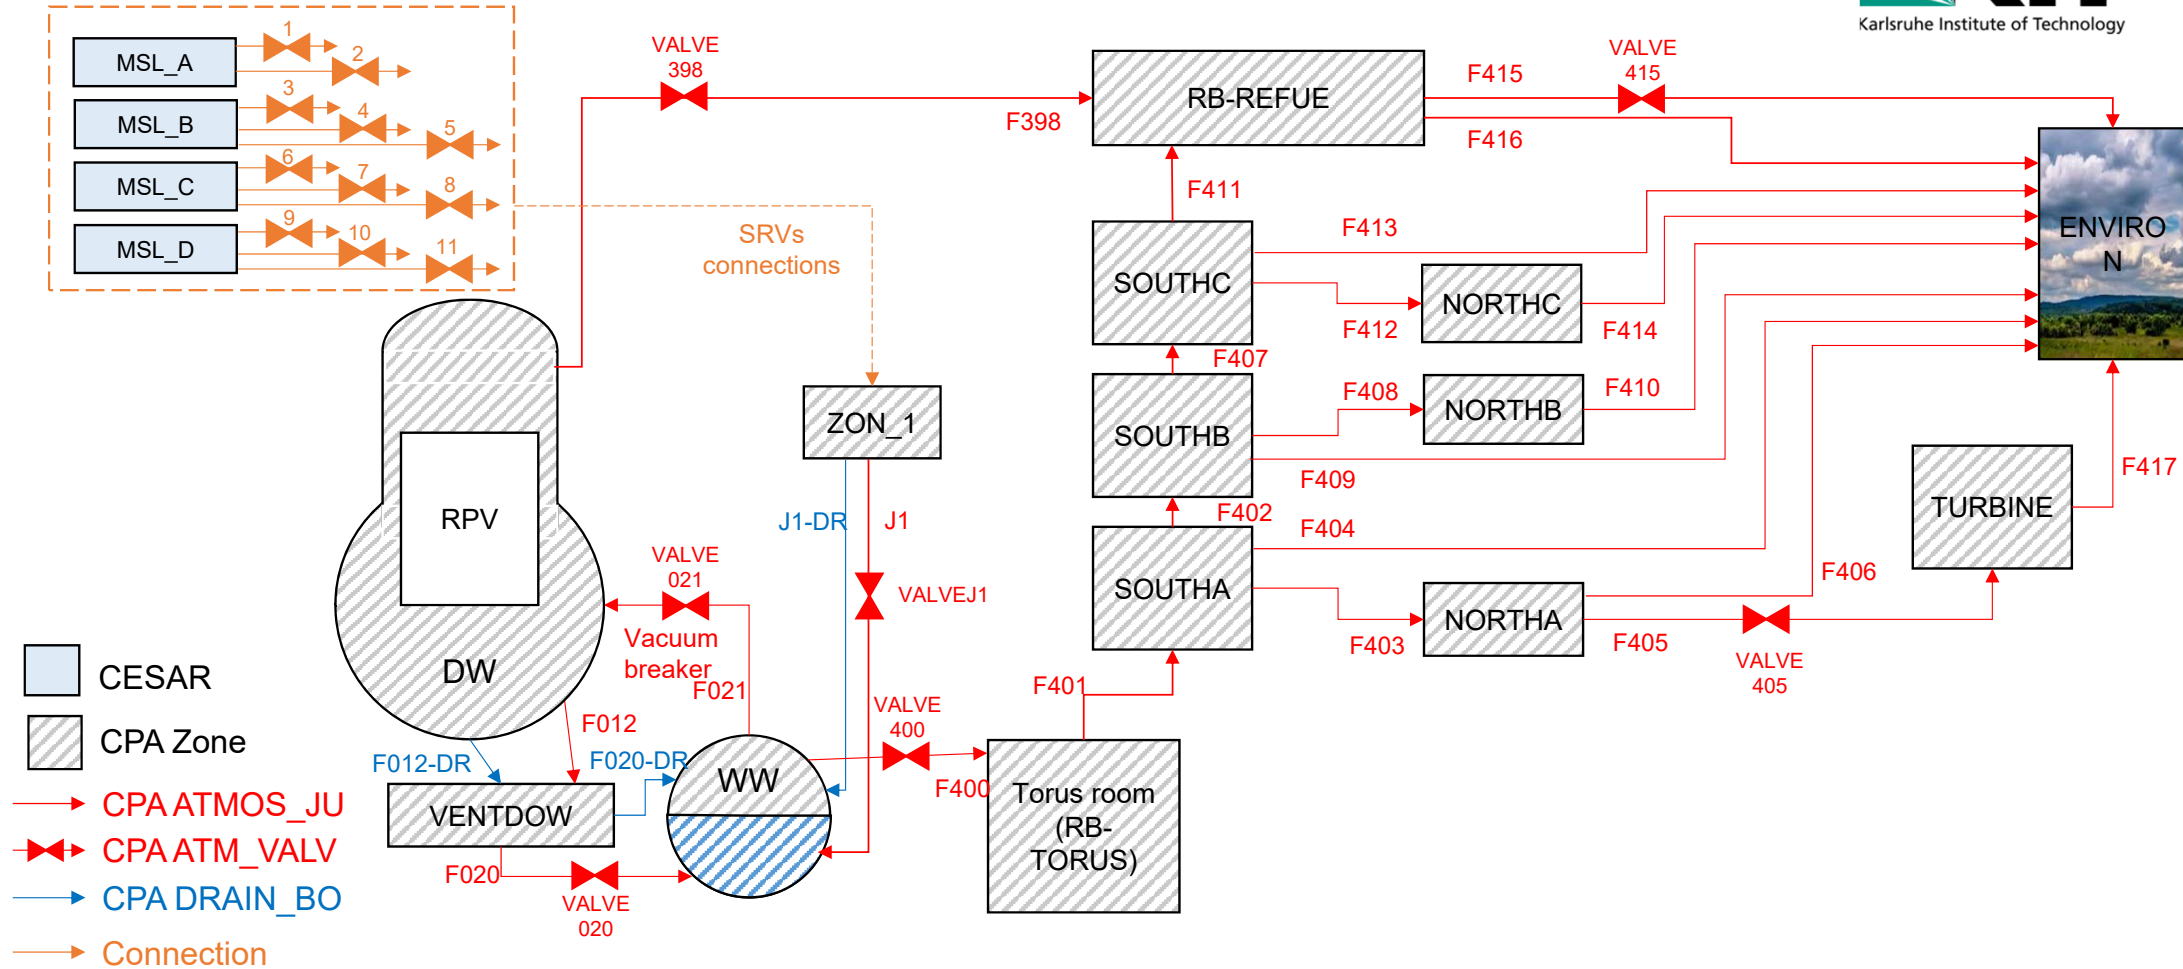 Karlsruhe Institute of Technology
MSL_A
1
2
MSL_B
3
4
5
MSL_C
6
7
8
MSL_D
9
10
11
SRVs
connections
VALVE
398
F398
RB-REFUE
F415
VALVE
415
F416
F411
F413
ENVIRO
N
SOUTHC
F412
NORTHC
F414
F407
SOUTHB
F408
NORTHB
F410
F409
F402
F404
SOUTHA
F403
NORTHA
F405
F406
VALVE
405
TURBINE
F417
ZON_1
J1-DR
J1
VALVEJ1
RPV
DW
VALVE
021
Vacuum
breaker
F021
F012
F012-DR
F020-DR
VENTDOW
F020
VALVE
020
WW
VALVE
400
F400
F401
Torus room
(RB-
TORUS)
CESAR
CPA Zone
CPA ATMOS_JU
CPA ATM_VALV
CPA DRAIN_BO
Connection